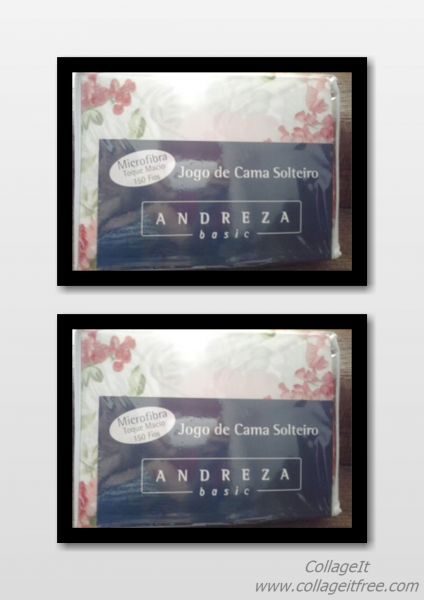 Microfibra
Toque Macio
150 Fios
Jogo de Cama Solteiro
ANDREZA
basic
Microfibra
Toque Macio
150 Fios
Jogo de Cama Solteiro
ANDREZA
basic
CollageIt
www.collageitfree.com